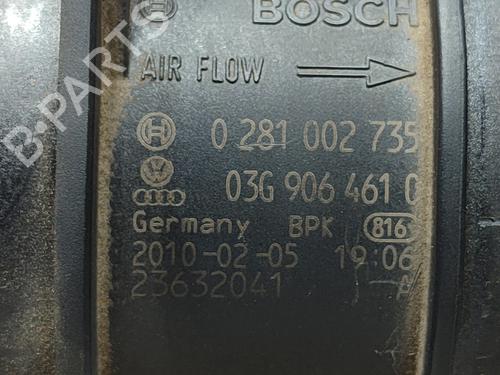 BOSCH
AIR FLOW
0 281 002 735
03G 906 461 D
Germany BPK 816
2010-02-05 19:06
23632041 A
B-PARTS
B-PARTS